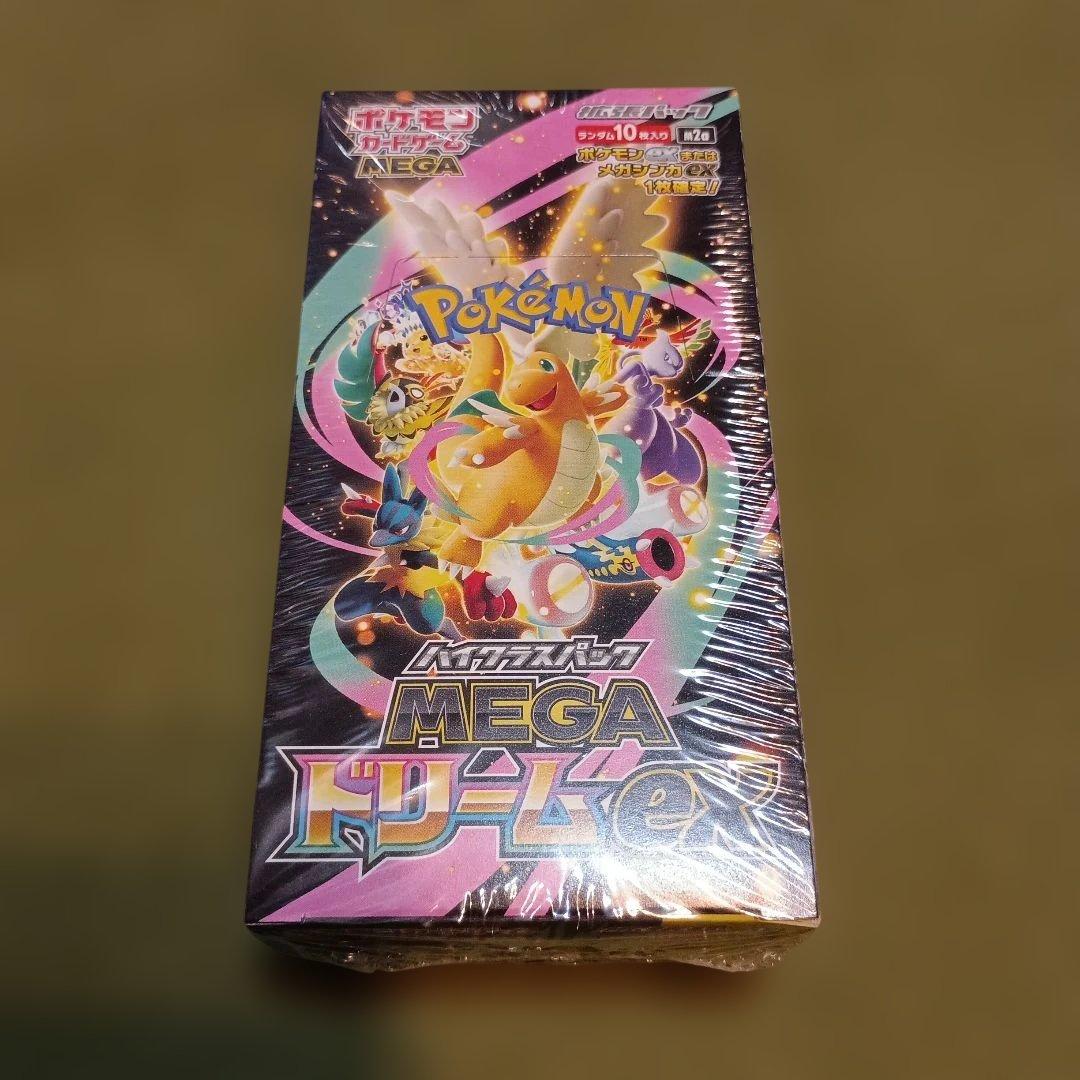 ポケモン
カードゲーム
MEGA
拡張パック
ランダム10枚入り M2a
ポケモンexまたは
メガシンカex
1枚確定!
POKéMON
TM
ハイクラスパック
MEGA
ドリームex